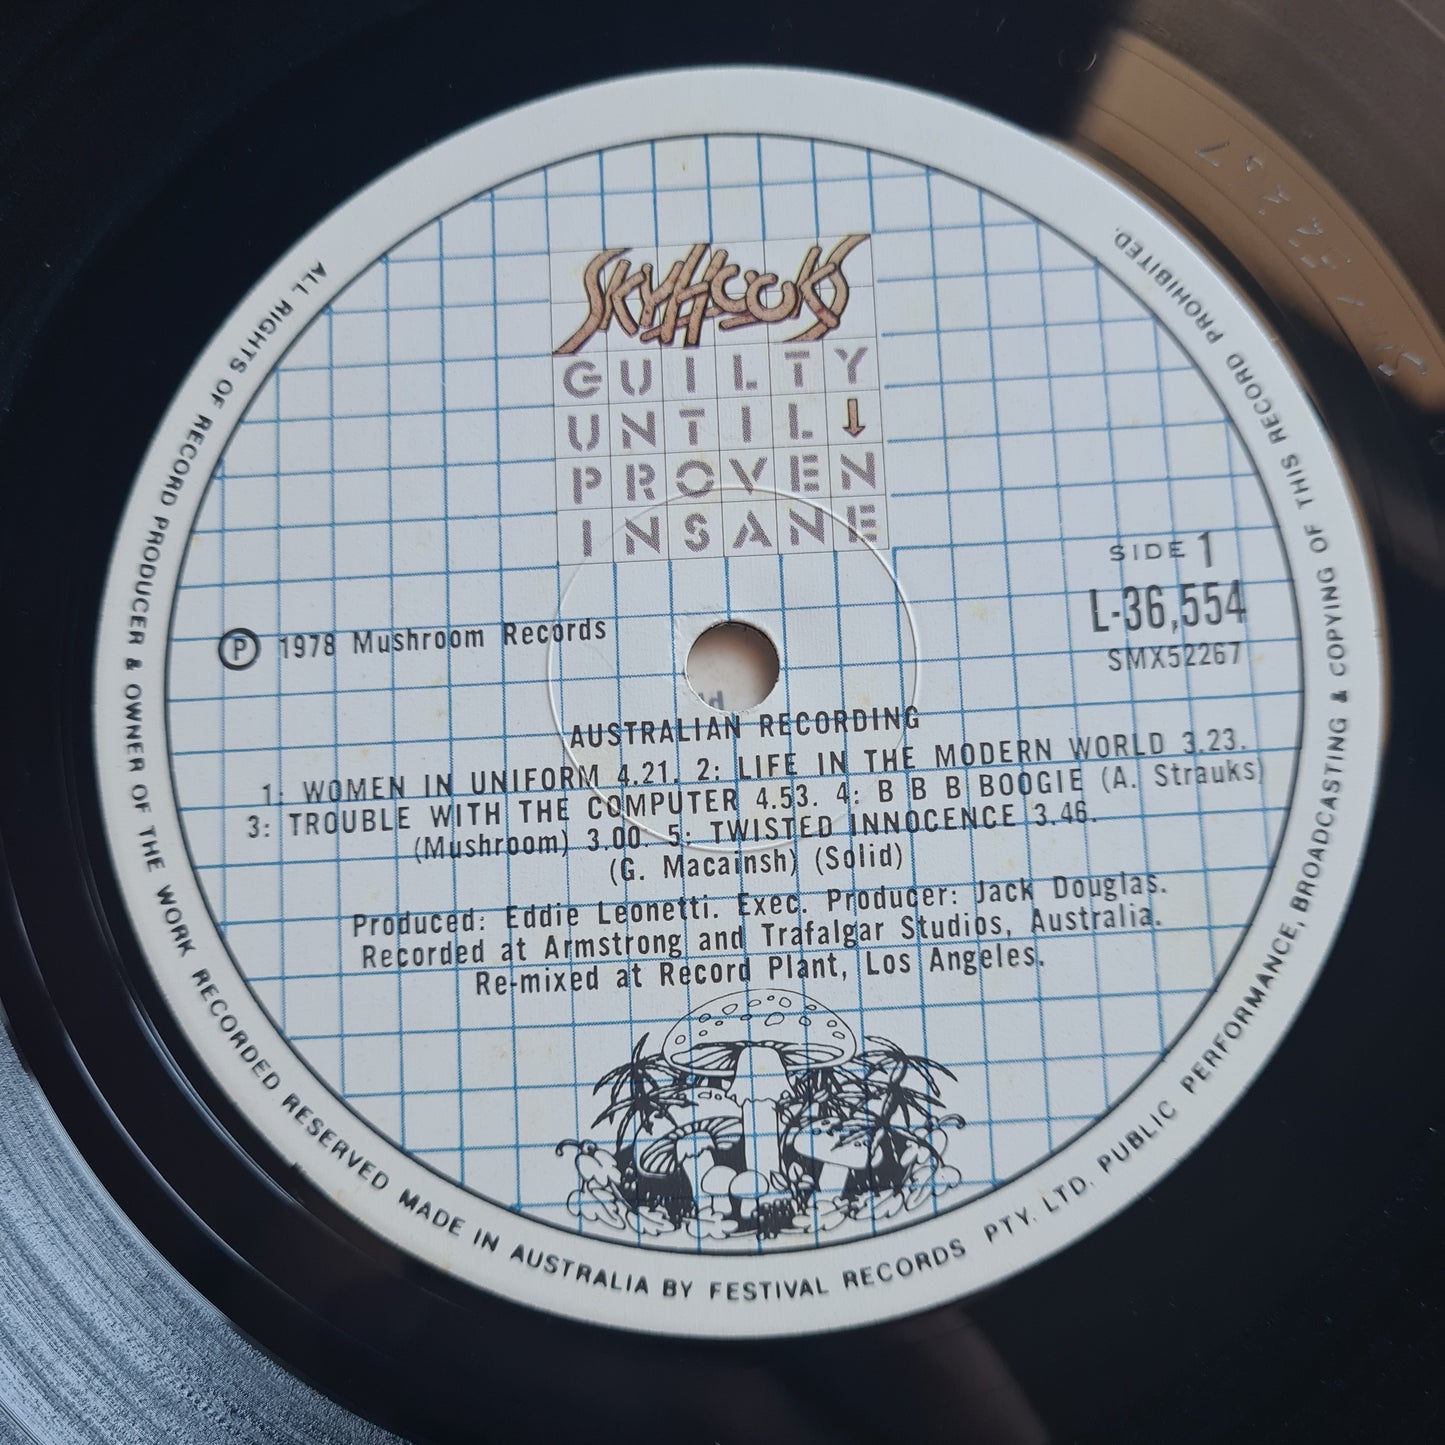 SKYHOOKS
GUILTY
UNTIL
PROVEN
INSANE
SIDE 1
L-36,554
SMX52267
Ⓟ 1978 Mushroom Records
AUSTRALIAN RECORDING
1: WOMEN IN UNIFORM 4.21. 2: LIFE IN THE MODERN WORLD 3.23.
3: TROUBLE WITH THE COMPUTER 4.53. 4: B B B BOOGIE (A. Strauks)
(Mushroom) 3.00. 5: TWISTED INNOCENCE 3.46.
(G. Macainsh) (Solid)
Produced: Eddie Leonetti. Exec. Producer: Jack Douglas.
Recorded at Armstrong and Trafalgar Studios, Australia.
Re-mixed at Record Plant, Los Angeles.
ALL RIGHTS OF RECORD PRODUCER & OWNER OF THE WORK RECORDED RESERVED MADE IN AUSTRALIA BY FESTIVAL RECORDS PTY. LTD. PUBLIC PERFORMANCE, BROADCASTING & COPYING OF THIS RECORD PROHIBITED.